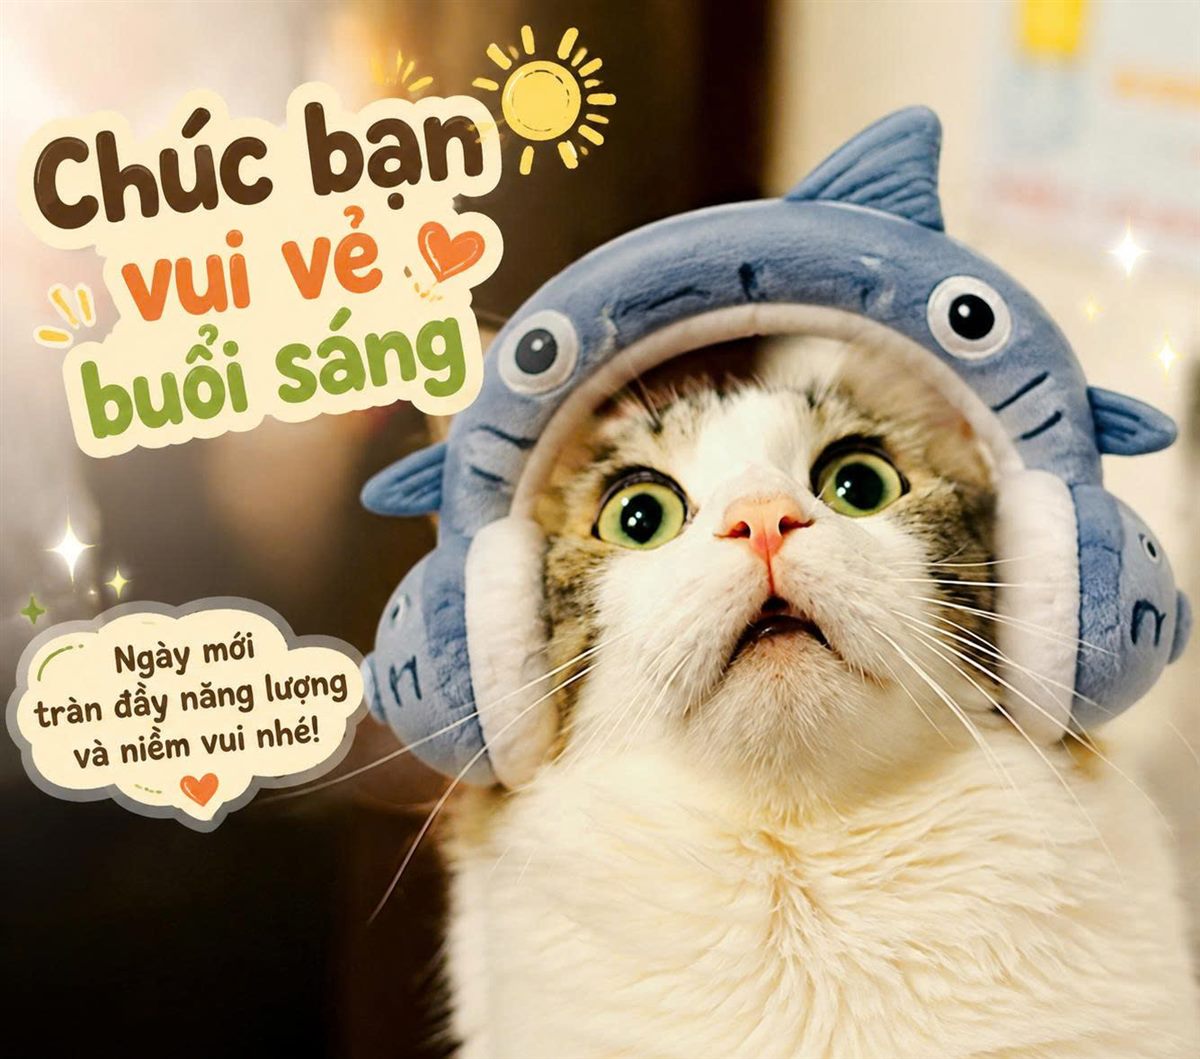 Chúc bạn
vui vẻ
buổi sáng
Ngày mới
tràn đầy năng lượng
và niềm vui nhé!